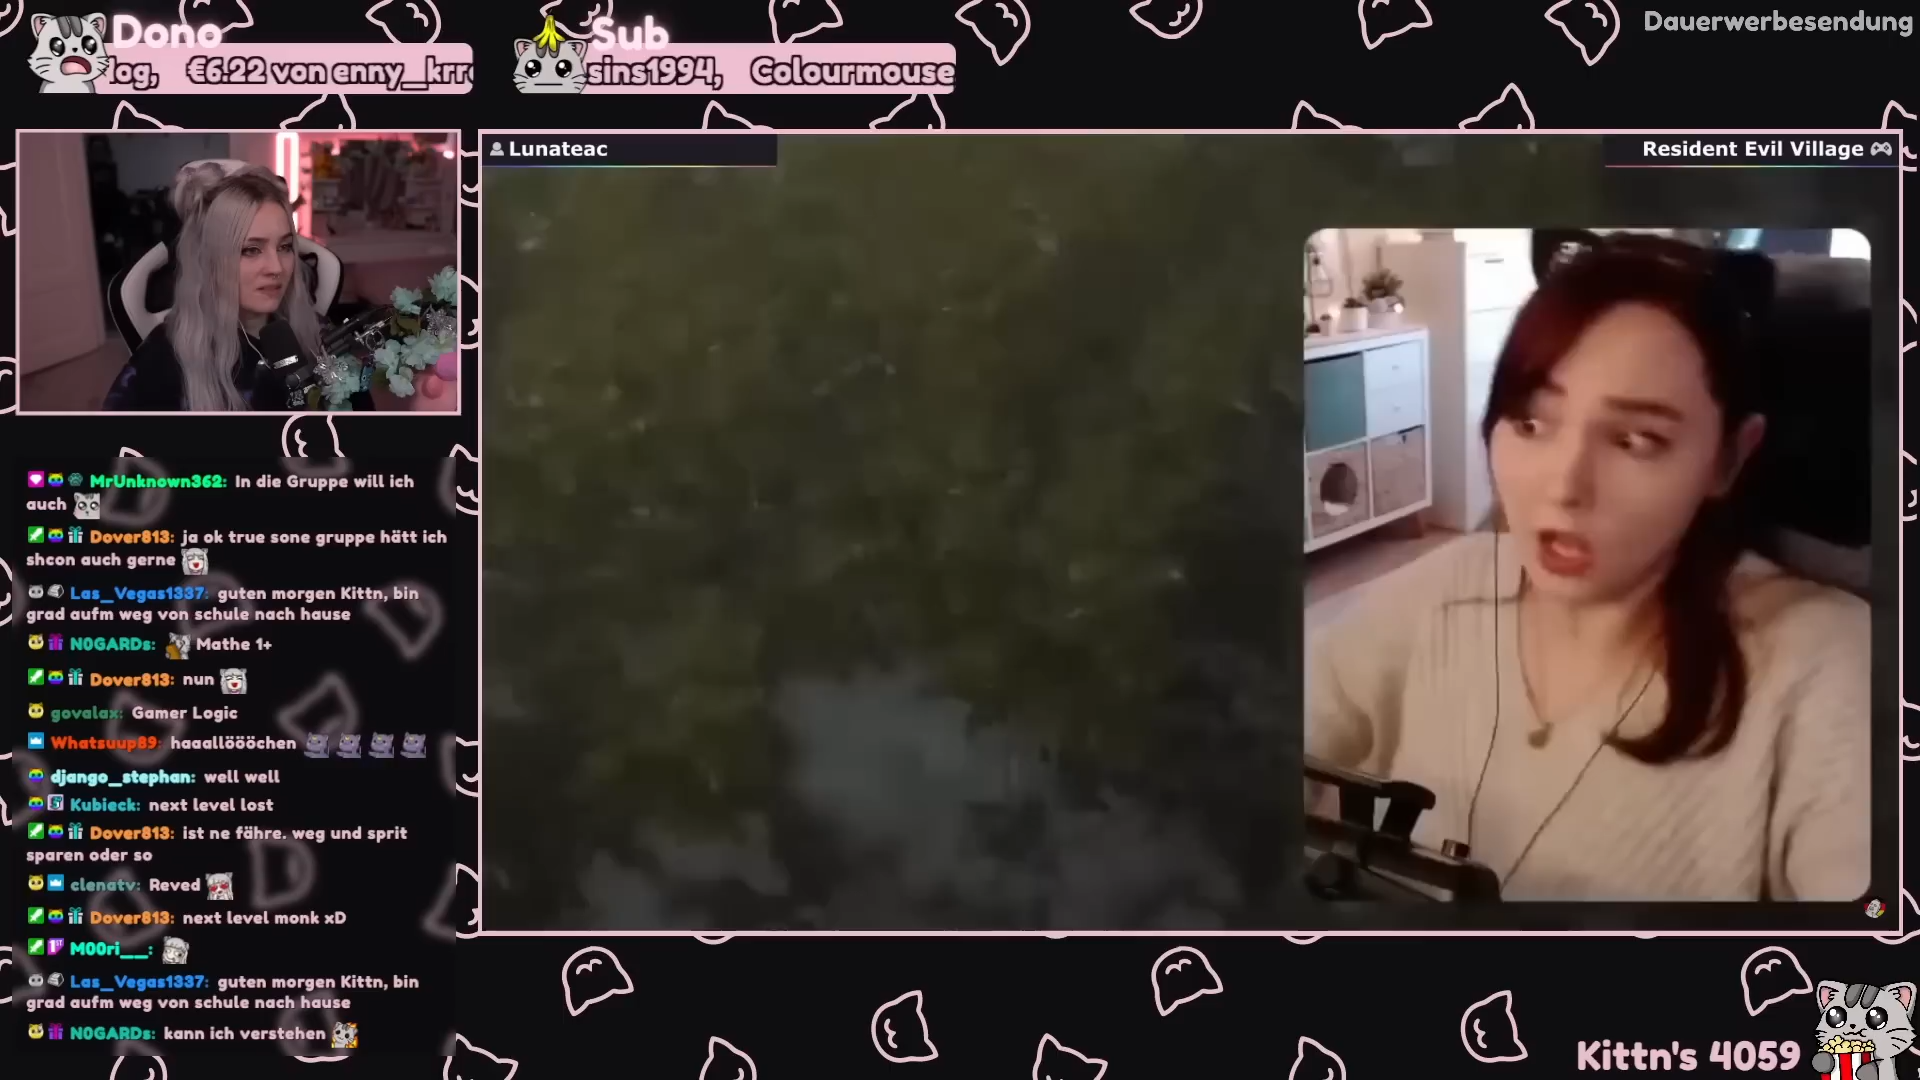 Dono
log, €6.22 von enny_krr
Sub
sins1994, Colourmouse
Dauerwerbesendung
Lunateac
Resident Evil Village
MrUnknown362: In die Gruppe will ich
auch
Dover813: ja ok true sone gruppe hätt ich
shcon auch gerne
Las_Vegas1337: guten morgen Kittn, bin
grad aufm weg von schule nach hause
N0GARDs: Mathe 1+
Dover813: nun
govalax: Gamer Logic
Whatsuup89: haaallöööchen
django_stephan: well well
Kubieck: next level lost
Dover813: ist ne fähre. weg und sprit
sparen oder so
clenatv: Reved
Dover813: next level monk xD
M00ri__:
Las_Vegas1337: guten morgen Kittn, bin
grad aufm weg von schule nach hause
N0GARDs: kann ich verstehen
Kittn's 4059